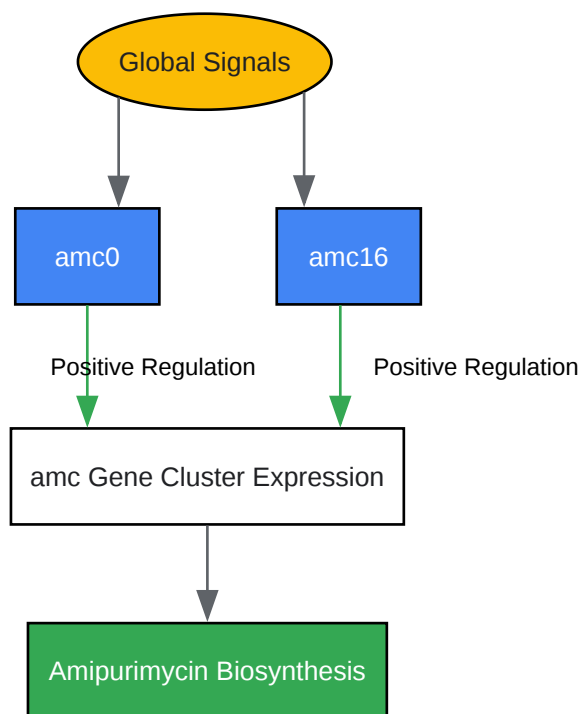 Global Signals
amc0
amc16
Positive Regulation
Positive Regulation
amc Gene Cluster Expression
Amipurimycin Biosynthesis